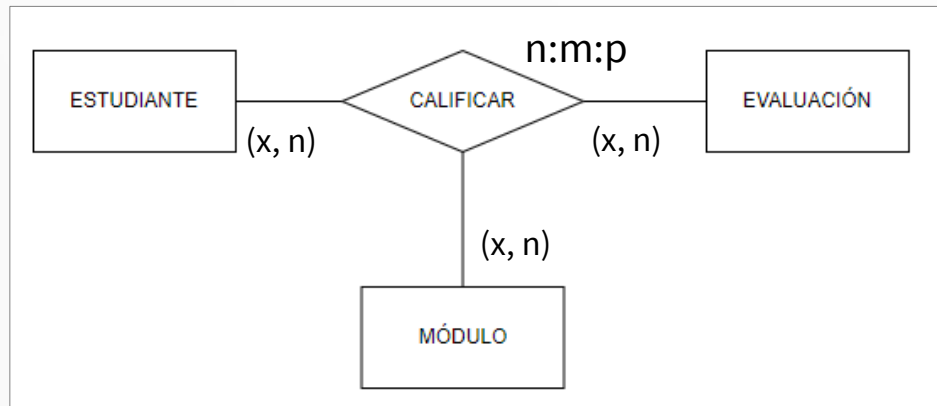 n:m:p
ESTUDIANTE
CALIFICAR
EVALUACIÓN
(x, n)
(x, n)
(x, n)
MÓDULO